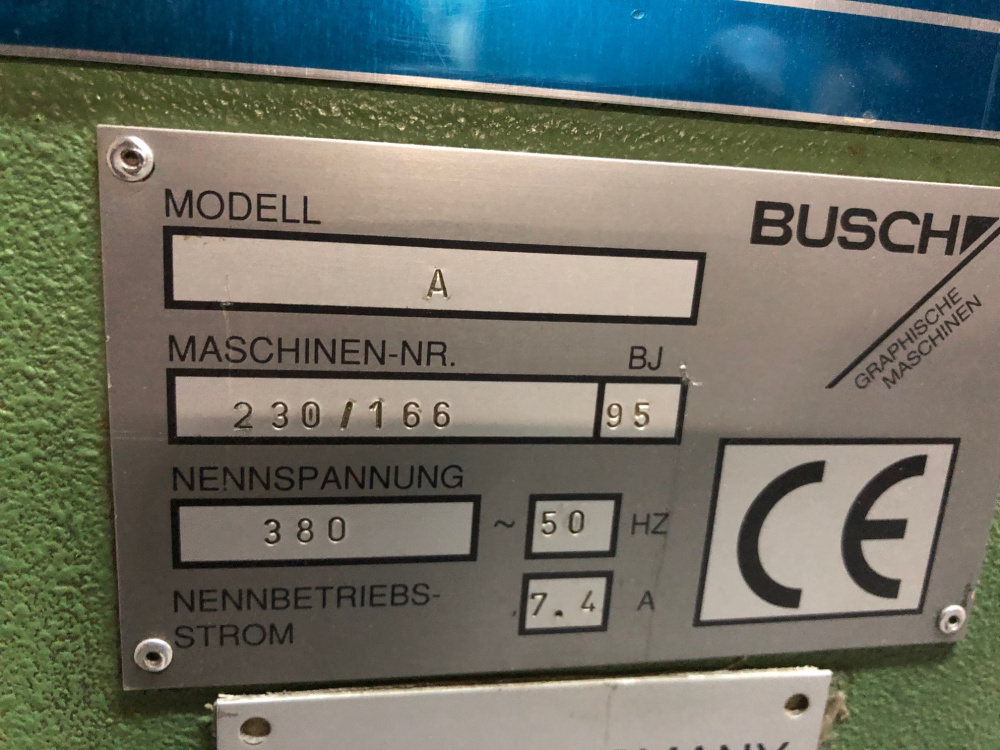 MODELL
BUSCH
A
GRAPHISCHE
MASCHINEN
MASCHINEN-NR. BJ
230/166 95
NENNSPANNUNG
380 ~ 50 HZ
CE
NENNBETRIEBS-
STROM 7.4 A